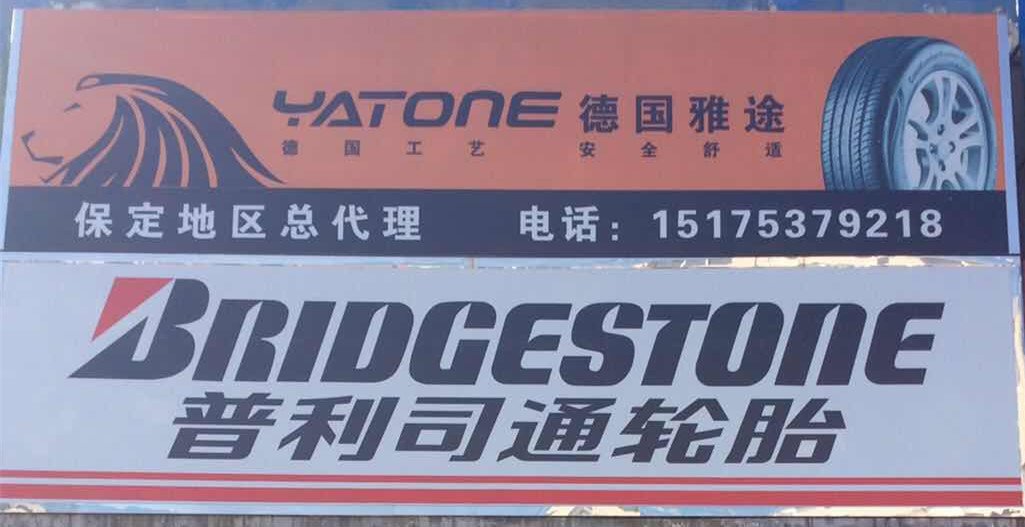 YATONE 德国雅途
德国工艺 安全舒适
保定地区总代理 电话：15175379218
BRIDGESTONE
普利司通轮胎